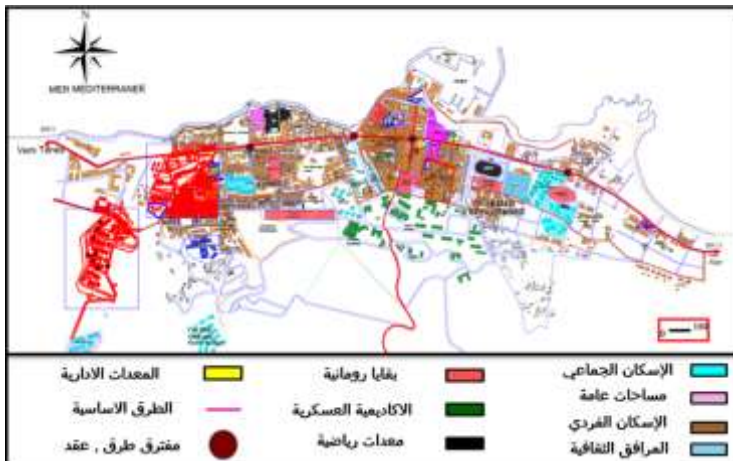 N
MER MEDITERRANEE
Vers Ténès
الإسكان الجماعي
مساحات عامة
الإسكان الفردي
المرافق الثقافية
بقايا رومانية
الاكاديمية العسكرية
معدات رياضية
المعدات الادارية
الطرق الاساسية
مفترق طرق , عقد